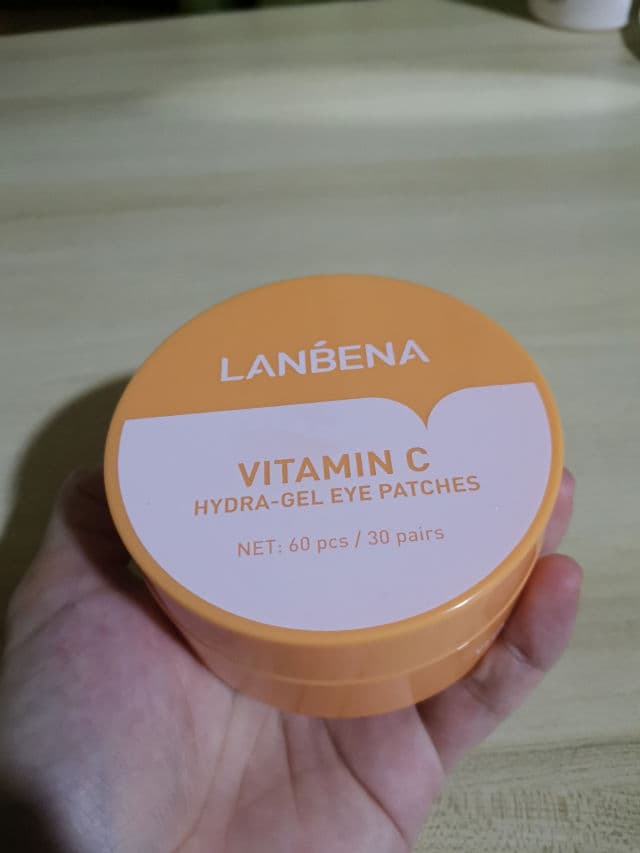 LANBENA
VITAMIN C
HYDRA-GEL EYE PATCHES
NET: 60 pcs / 30 pairs